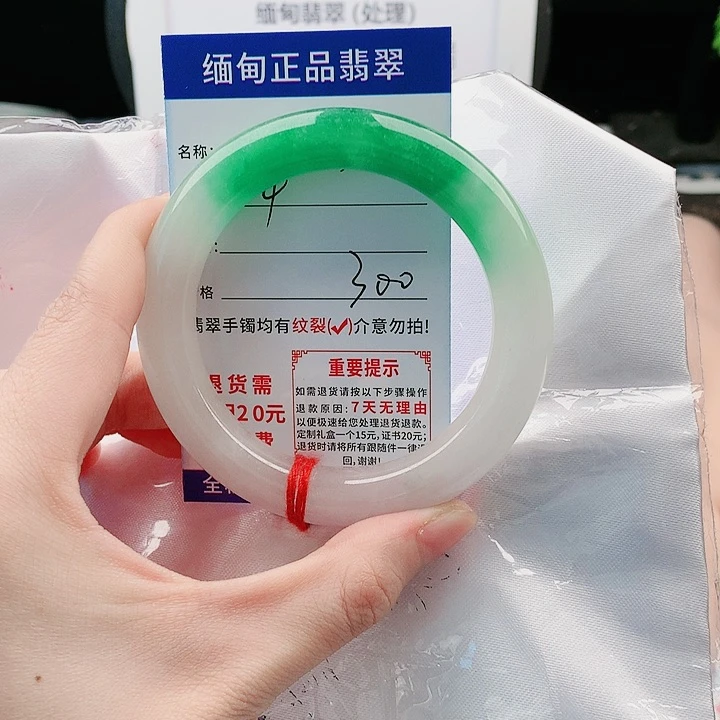 缅甸翡翠(处理)
缅甸正品翡翠
名称:
4
:
格 300
翡翠手镯均有纹裂(✓)介意勿拍!
重要提示
退货需
20元
费
如需退货请按以下步骤操作
退款原因:7天无理由
以便极速给您处理退货退款。
定制礼盒一个15元,证书20元;
退货时请将所有跟随件一律退
回,谢谢!
全